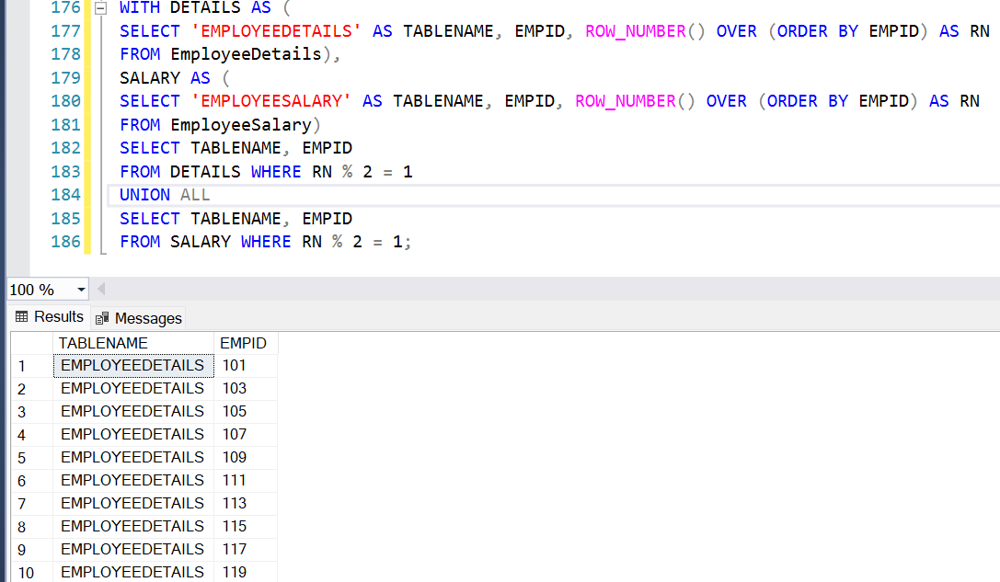 176 WITH DETAILS AS (
177 SELECT 'EMPLOYEEDETAILS' AS TABLENAME, EMPID, ROW_NUMBER() OVER (ORDER BY EMPID) AS RN
178 FROM EmployeeDetails),
179 SALARY AS (
180 SELECT 'EMPLOYEESALARY' AS TABLENAME, EMPID, ROW_NUMBER() OVER (ORDER BY EMPID) AS RN
181 FROM EmployeeSalary)
182 SELECT TABLENAME, EMPID
183 FROM DETAILS WHERE RN % 2 = 1
184 UNION ALL
185 SELECT TABLENAME, EMPID
186 FROM SALARY WHERE RN % 2 = 1;
100 %
Results Messages
TABLENAME EMPID
1 EMPLOYEEDETAILS 101
2 EMPLOYEEDETAILS 103
3 EMPLOYEEDETAILS 105
4 EMPLOYEEDETAILS 107
5 EMPLOYEEDETAILS 109
6 EMPLOYEEDETAILS 111
7 EMPLOYEEDETAILS 113
8 EMPLOYEEDETAILS 115
9 EMPLOYEEDETAILS 117
10 EMPLOYEEDETAILS 119